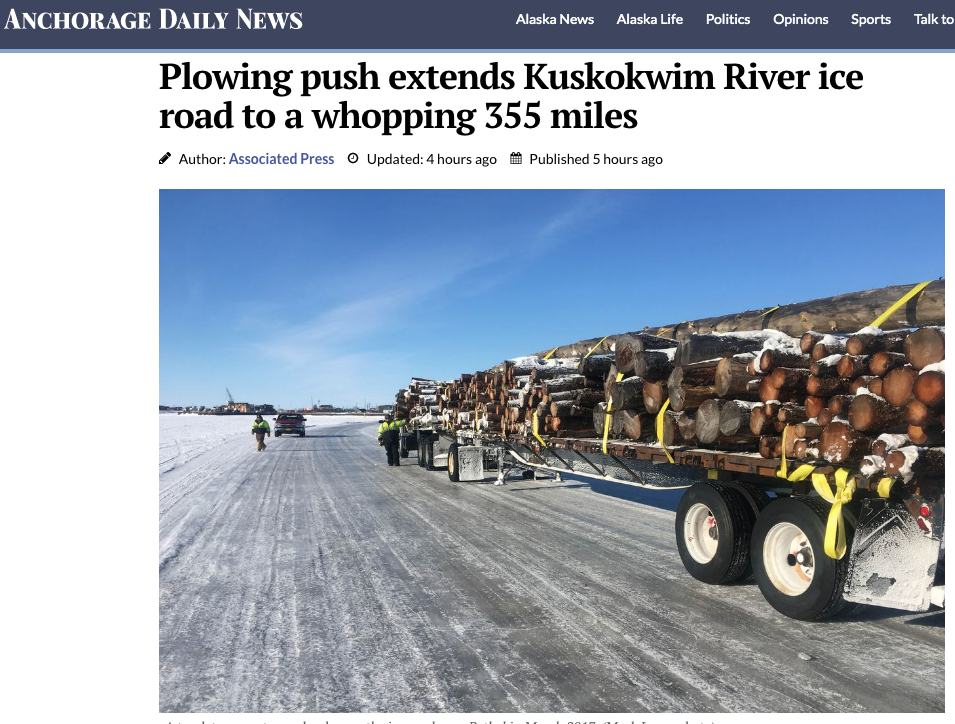 ANCHORAGE DAILY NEWS
Alaska News Alaska Life Politics Opinions Sports Talk to
Plowing push extends Kuskokwim River ice
road to a whopping 355 miles
Author: Associated Press Updated: 4 hours ago Published 5 hours ago